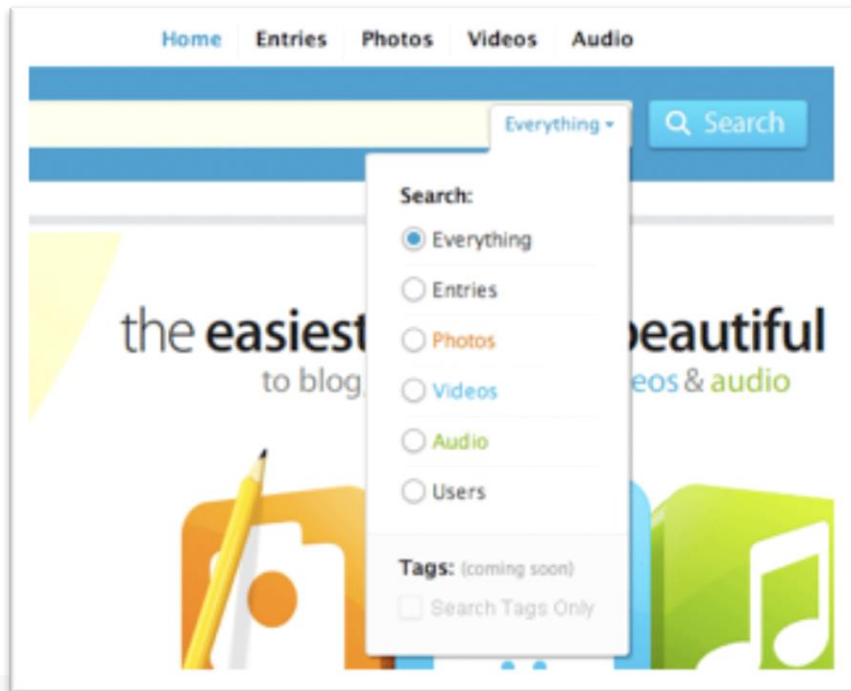 Home Entries Photos Videos Audio
Everything
Search
Search:
Everything
Entries
Photos
Videos
Audio
Users
Tags: (coming soon)
Search Tags Only
the easiest beautiful
to blog, eos & audio